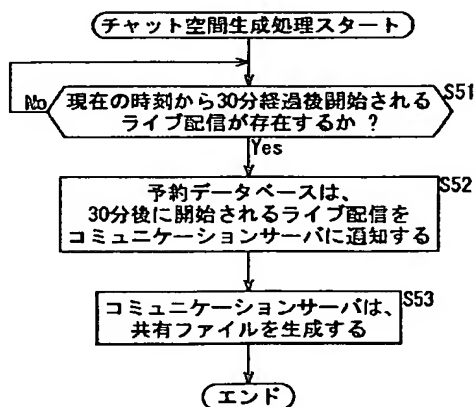 チャット空間生成処理スタート
S51
現在の時刻から30分経過後開始される
ライブ配信が存在するか ?
No
Yes
S52
予約データベースは、
30分後に開始されるライブ配信を
コミュニケーションサーバに通知する
S53
コミュニケーションサーバは、
共有ファイルを生成する
エンド